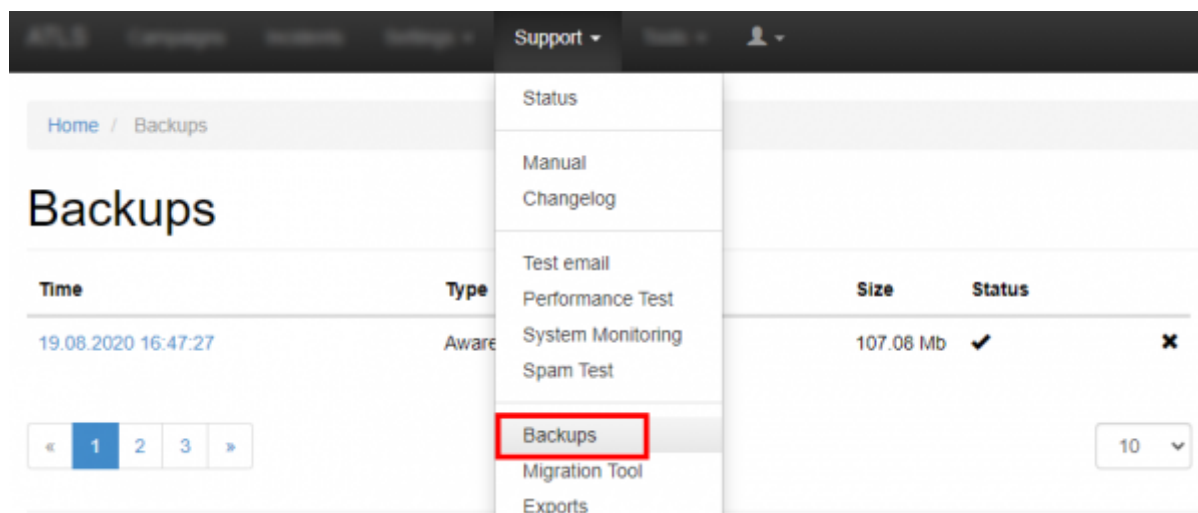 Support
Status
Home / Backups
Manual
Changelog
Backups
Test email
Time Type Size Status
Performance Test
System Monitoring
19.08.2020 16:47:27 107.08 Mb
Spam Test
Backups
« 1 2 3 » 10
Migration Tool
Exports